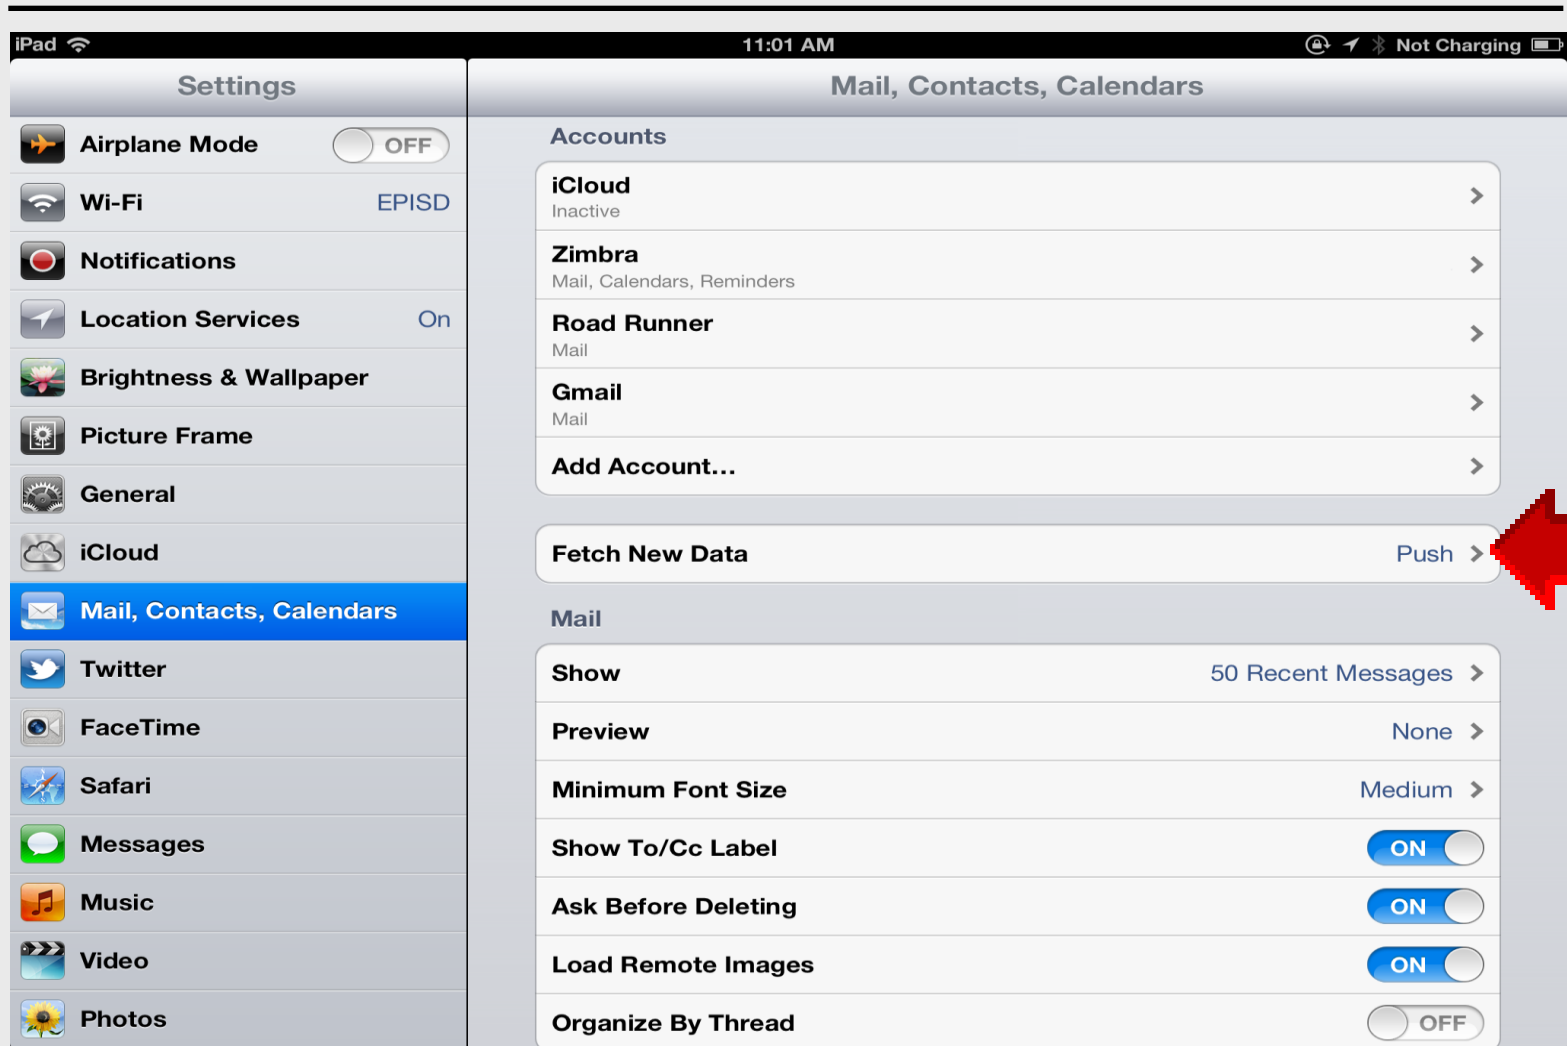 iPad 11:01 AM Not Charging
Settings
Airplane Mode OFF
Wi-Fi EPISD
Notifications
Location Services On
Brightness & Wallpaper
Picture Frame
General
iCloud
Mail, Contacts, Calendars
Twitter
FaceTime
Safari
Messages
Music
Video
Photos
Mail, Contacts, Calendars
Accounts
iCloud
Inactive
Zimbra
Mail, Calendars, Reminders
Road Runner
Mail
Gmail
Mail
Add Account...
Fetch New Data Push
Mail
Show 50 Recent Messages
Preview None
Minimum Font Size Medium
Show To/Cc Label ON
Ask Before Deleting ON
Load Remote Images ON
Organize By Thread OFF